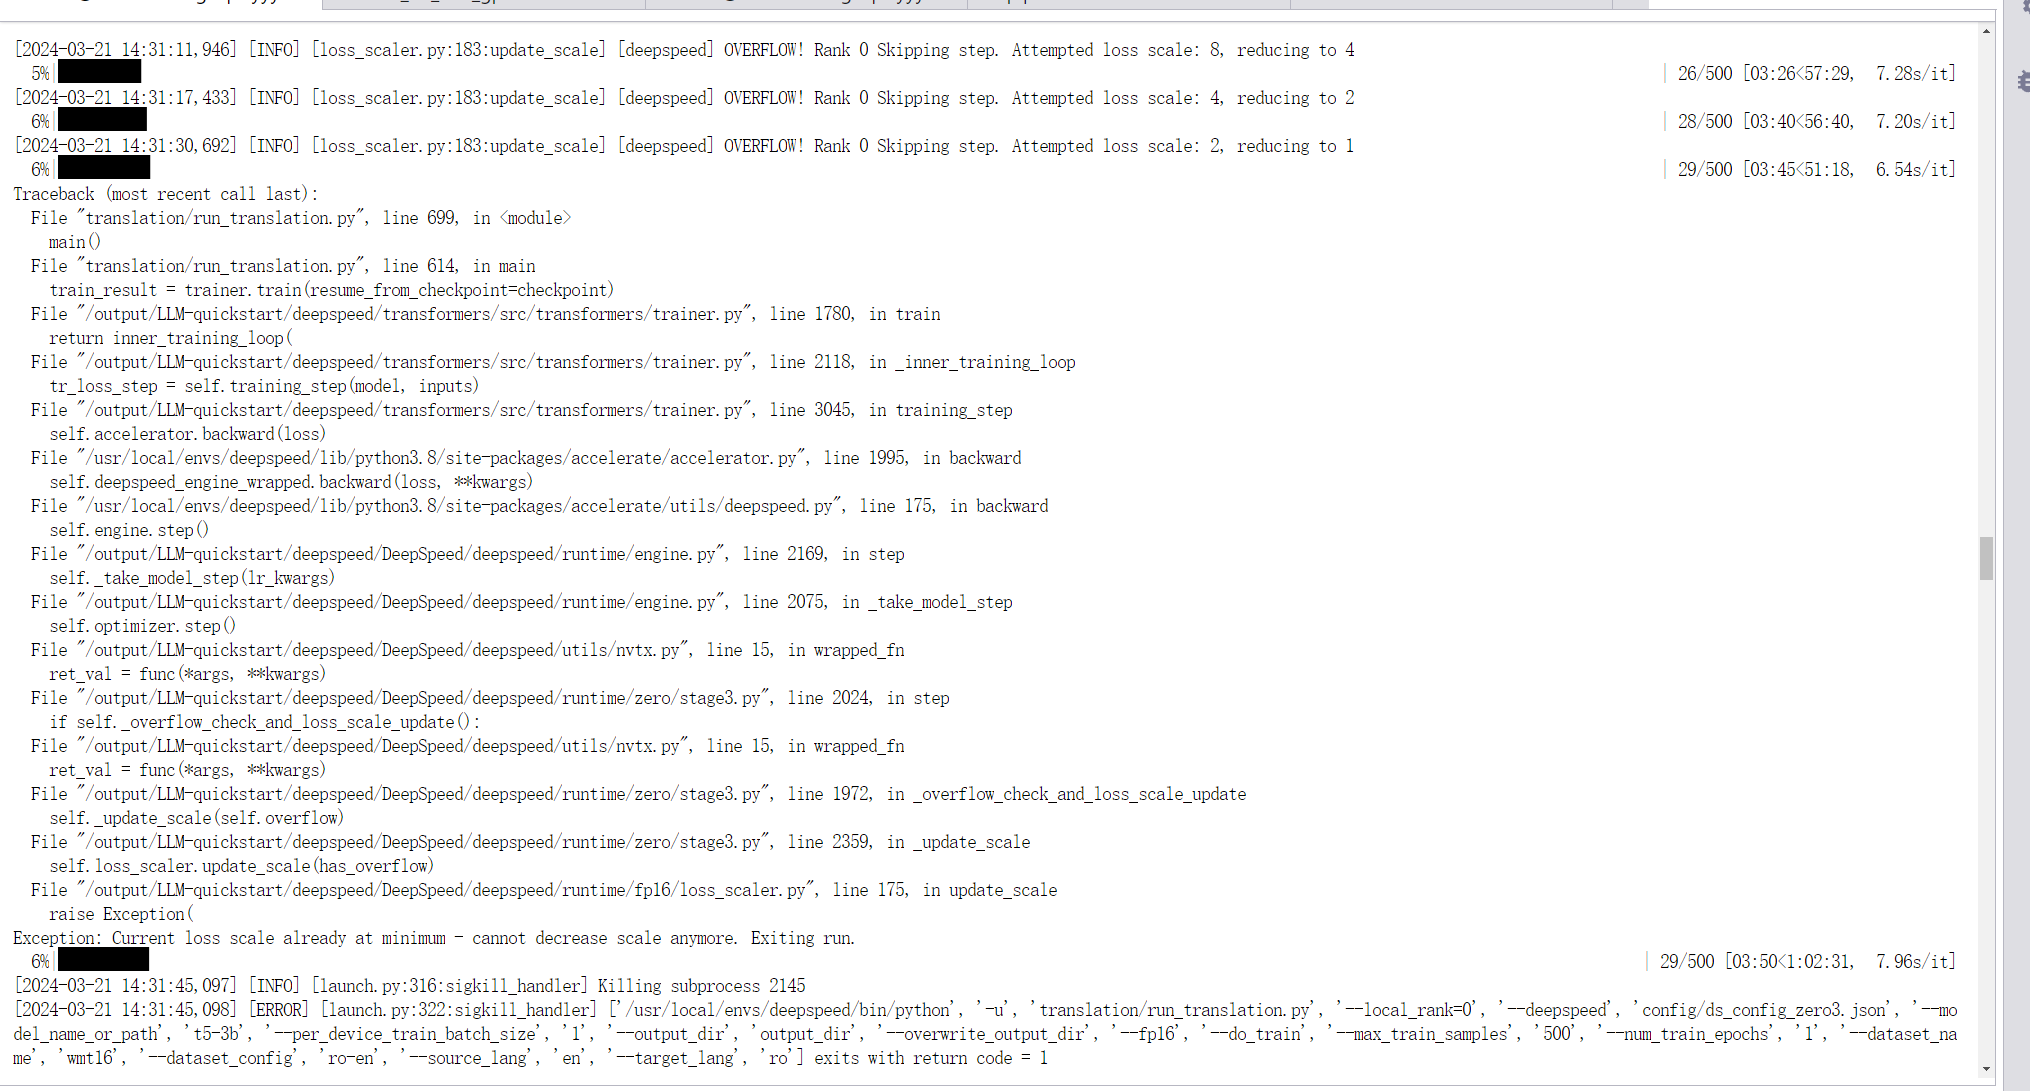 [2024-03-21 14:31:11,946] [INFO] [loss_scaler.py:183:update_scale] [deepspeed] OVERFLOW! Rank 0 Skipping step. Attempted loss scale: 8, reducing to 4
5%| | 26/500 [03:26<57:29, 7.28s/it]
[2024-03-21 14:31:17,433] [INFO] [loss_scaler.py:183:update_scale] [deepspeed] OVERFLOW! Rank 0 Skipping step. Attempted loss scale: 4, reducing to 2
6%| | 28/500 [03:40<56:40, 7.20s/it]
[2024-03-21 14:31:30,692] [INFO] [loss_scaler.py:183:update_scale] [deepspeed] OVERFLOW! Rank 0 Skipping step. Attempted loss scale: 2, reducing to 1
6%| | 29/500 [03:45<51:18, 6.54s/it]
Traceback (most recent call last):
File "translation/run_translation.py", line 699, in <module>
main()
File "translation/run_translation.py", line 614, in main
train_result = trainer.train(resume_from_checkpoint=checkpoint)
File "/output/LLM-quickstart/deepspeed/transformers/src/transformers/trainer.py", line 1780, in train
return inner_training_loop(
File "/output/LLM-quickstart/deepspeed/transformers/src/transformers/trainer.py", line 2118, in _inner_training_loop
tr_loss_step = self.training_step(model, inputs)
File "/output/LLM-quickstart/deepspeed/transformers/src/transformers/trainer.py", line 3045, in training_step
self.accelerator.backward(loss)
File "/usr/local/envs/deepspeed/lib/python3.8/site-packages/accelerate/accelerator.py", line 1995, in backward
self.deepspeed_engine_wrapped.backward(loss, **kwargs)
File "/usr/local/envs/deepspeed/lib/python3.8/site-packages/accelerate/utils/deepspeed.py", line 175, in backward
self.engine.step()
File "/output/LLM-quickstart/deepspeed/DeepSpeed/deepspeed/runtime/engine.py", line 2169, in step
self._take_model_step(lr_kwargs)
File "/output/LLM-quickstart/deepspeed/DeepSpeed/deepspeed/runtime/engine.py", line 2075, in _take_model_step
self.optimizer.step()
File "/output/LLM-quickstart/deepspeed/DeepSpeed/deepspeed/utils/nvtx.py", line 15, in wrapped_fn
ret_val = func(*args, **kwargs)
File "/output/LLM-quickstart/deepspeed/DeepSpeed/deepspeed/runtime/zero/stage3.py", line 2024, in step
if self._overflow_check_and_loss_scale_update():
File "/output/LLM-quickstart/deepspeed/DeepSpeed/deepspeed/utils/nvtx.py", line 15, in wrapped_fn
ret_val = func(*args, **kwargs)
File "/output/LLM-quickstart/deepspeed/DeepSpeed/deepspeed/runtime/zero/stage3.py", line 1972, in _overflow_check_and_loss_scale_update
self._update_scale(self.overflow)
File "/output/LLM-quickstart/deepspeed/DeepSpeed/deepspeed/runtime/zero/stage3.py", line 2359, in _update_scale
self.loss_scaler.update_scale(has_overflow)
File "/output/LLM-quickstart/deepspeed/DeepSpeed/deepspeed/runtime/fp16/loss_scaler.py", line 175, in update_scale
raise Exception(
Exception: Current loss scale already at minimum - cannot decrease scale anymore. Exiting run.
6%| | 29/500 [03:50<1:02:31, 7.96s/it]
[2024-03-21 14:31:45,097] [INFO] [launch.py:316:sigkill_handler] Killing subprocess 2145
[2024-03-21 14:31:45,098] [ERROR] [launch.py:322:sigkill_handler] ['/usr/local/envs/deepspeed/bin/python', '-u', 'translation/run_translation.py', '--local_rank=0', '--deepspeed', 'config/ds_config_zero3.json', '--mo
del_name_or_path', 't5-3b', '--per_device_train_batch_size', '1', '--output_dir', 'output_dir', '--overwrite_output_dir', '--fp16', '--do_train', '--max_train_samples', '500', '--num_train_epochs', '1', '--dataset_na
me', 'wmt16', '--dataset_config', 'ro-en', '--source_lang', 'en', '--target_lang', 'ro'] exits with return code = 1